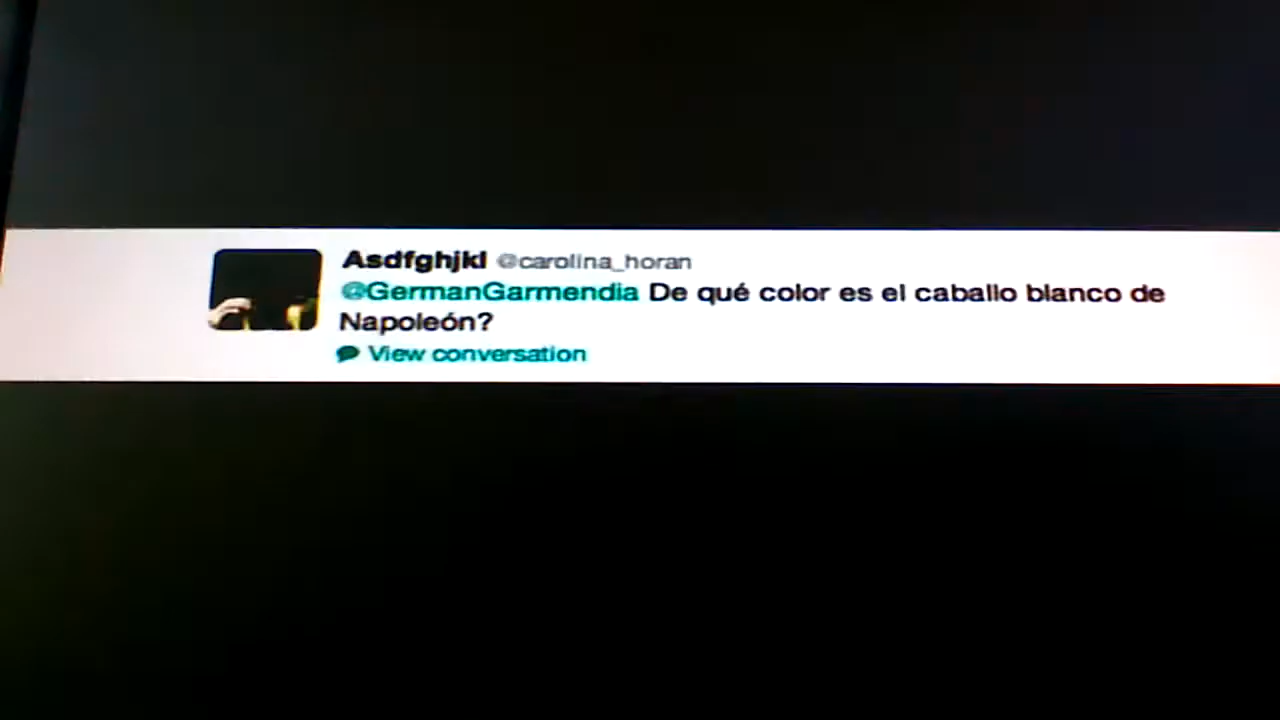 Asdfghjkl @carolina_horan
@GermanGarmendia De qué color es el caballo blanco de
Napoleón?
View conversation